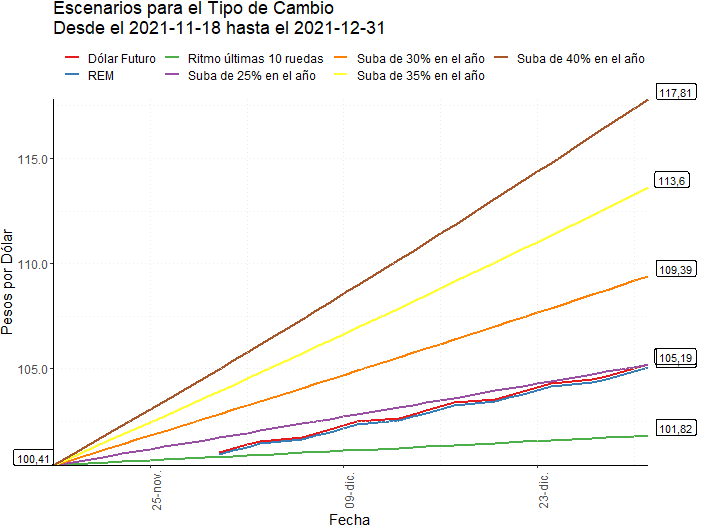 Escenarios para el Tipo de Cambio
Desde el 2021-11-18 hasta el 2021-12-31
Dólar Futuro
Ritmo últimas 10 ruedas
Suba de 30% en el año
Suba de 40% en el año
REM
Suba de 25% en el año
Suba de 35% en el año
117,81
115.0
113,6
110.0
109,39
Pesos por Dólar
105.0
105,19
101,82
100,41
25-nov.
09-dic.
23-dic.
Fecha